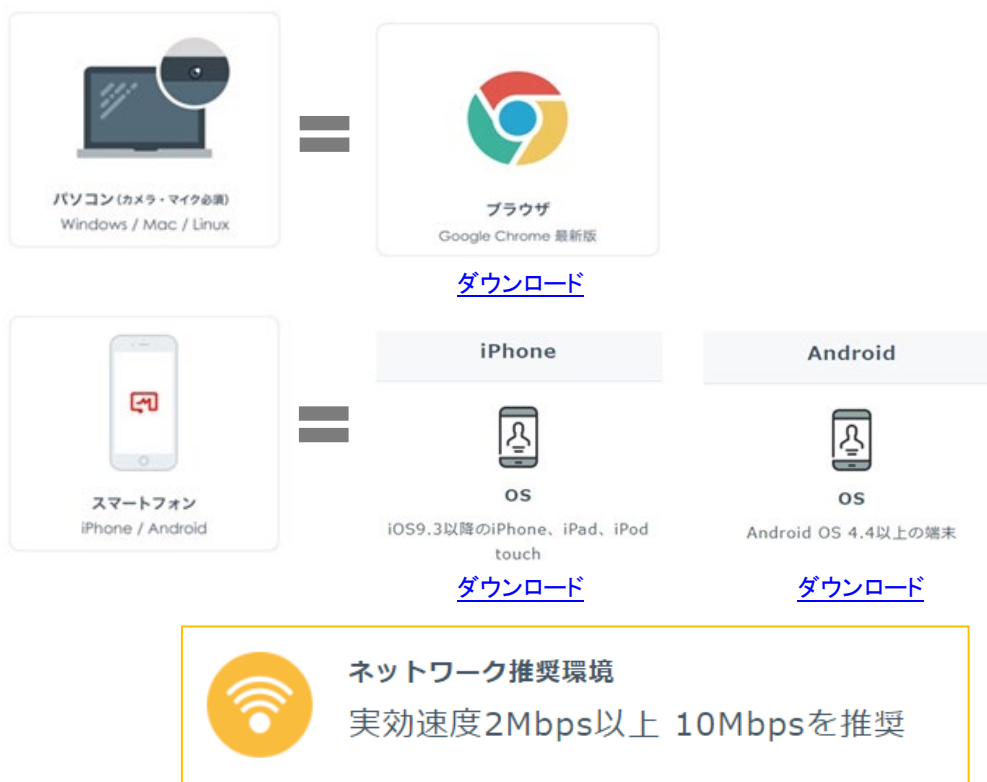 パソコン(カメラ・マイク必須)
Windows / Mac / Linux
ブラウザ
Google Chrome 最新版
ダウンロード
スマートフォン
iPhone / Android
iPhone
OS
iOS9.3以降のiPhone、iPad、iPod
touch
ダウンロード
Android
OS
Android OS 4.4以上の端末
ダウンロード
ネットワーク推奨環境
実効速度2Mbps以上 10Mbpsを推奨